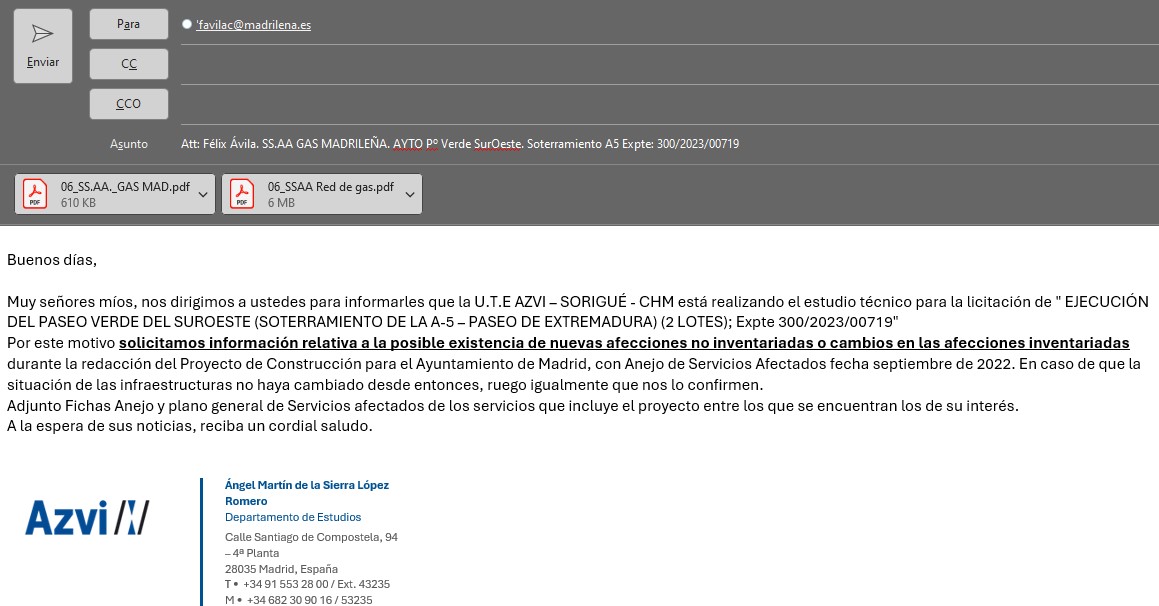 Enviar
Para
'favilac@madrilena.es
CC
CCO
Asunto
Att: Félix Ávila. SS.AA GAS MADRILEÑA. AYTO Pº Verde SurOeste. Soterramiento A5 Expte: 300/2023/00719
06_SS.AA._GAS MAD.pdf
610 KB
06_SSAA Red de gas.pdf
6 MB
Buenos días,
Muy señores míos, nos dirigimos a ustedes para informarles que la U.T.E AZVI – SORIGUÉ - CHM está realizando el estudio técnico para la licitación de " EJECUCIÓN
DEL PASEO VERDE DEL SUROESTE (SOTERRAMIENTO DE LA A-5 – PASEO DE EXTREMADURA) (2 LOTES); Expte 300/2023/00719"
Por este motivo solicitamos información relativa a la posible existencia de nuevas afecciones no inventariadas o cambios en las afecciones inventariadas
durante la redacción del Proyecto de Construcción para el Ayuntamiento de Madrid, con Anejo de Servicios Afectados fecha septiembre de 2022. En caso de que la
situación de las infraestructuras no haya cambiado desde entonces, ruego igualmente que nos lo confirmen.
Adjunto Fichas Anejo y plano general de Servicios afectados de los servicios que incluye el proyecto entre los que se encuentran los de su interés.
A la espera de sus noticias, reciba un cordial saludo.
Azvi
Ángel Martín de la Sierra López
Romero
Departamento de Estudios
Calle Santiago de Compostela, 94
– 4ª Planta
28035 Madrid, España
T • +34 91 553 28 00 / Ext. 43235
M • +34 682 30 90 16 / 53235